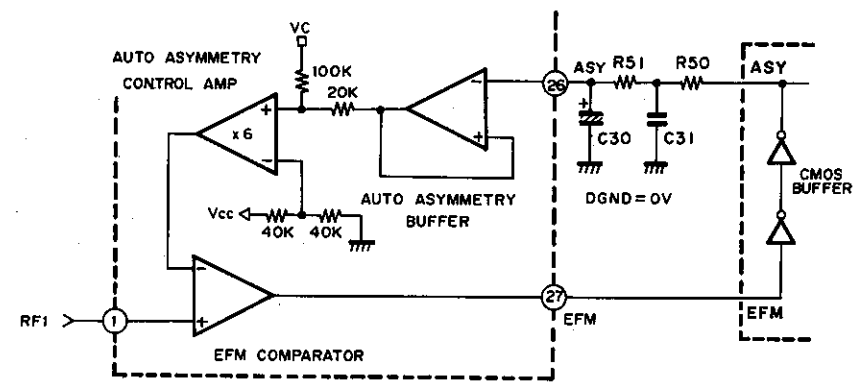 VC
AUTO ASYMMETRY
CONTROL AMP
100K
20K
+
x 6
−
−
+
AUTO ASYMMETRY
BUFFER
Vcc
40K
40K
26
ASY
R51
R50
ASY
+
C30
C31
DGND=0V
CMOS
BUFFER
−
+
RF1
1
27
EFM
EFM
EFM COMPARATOR